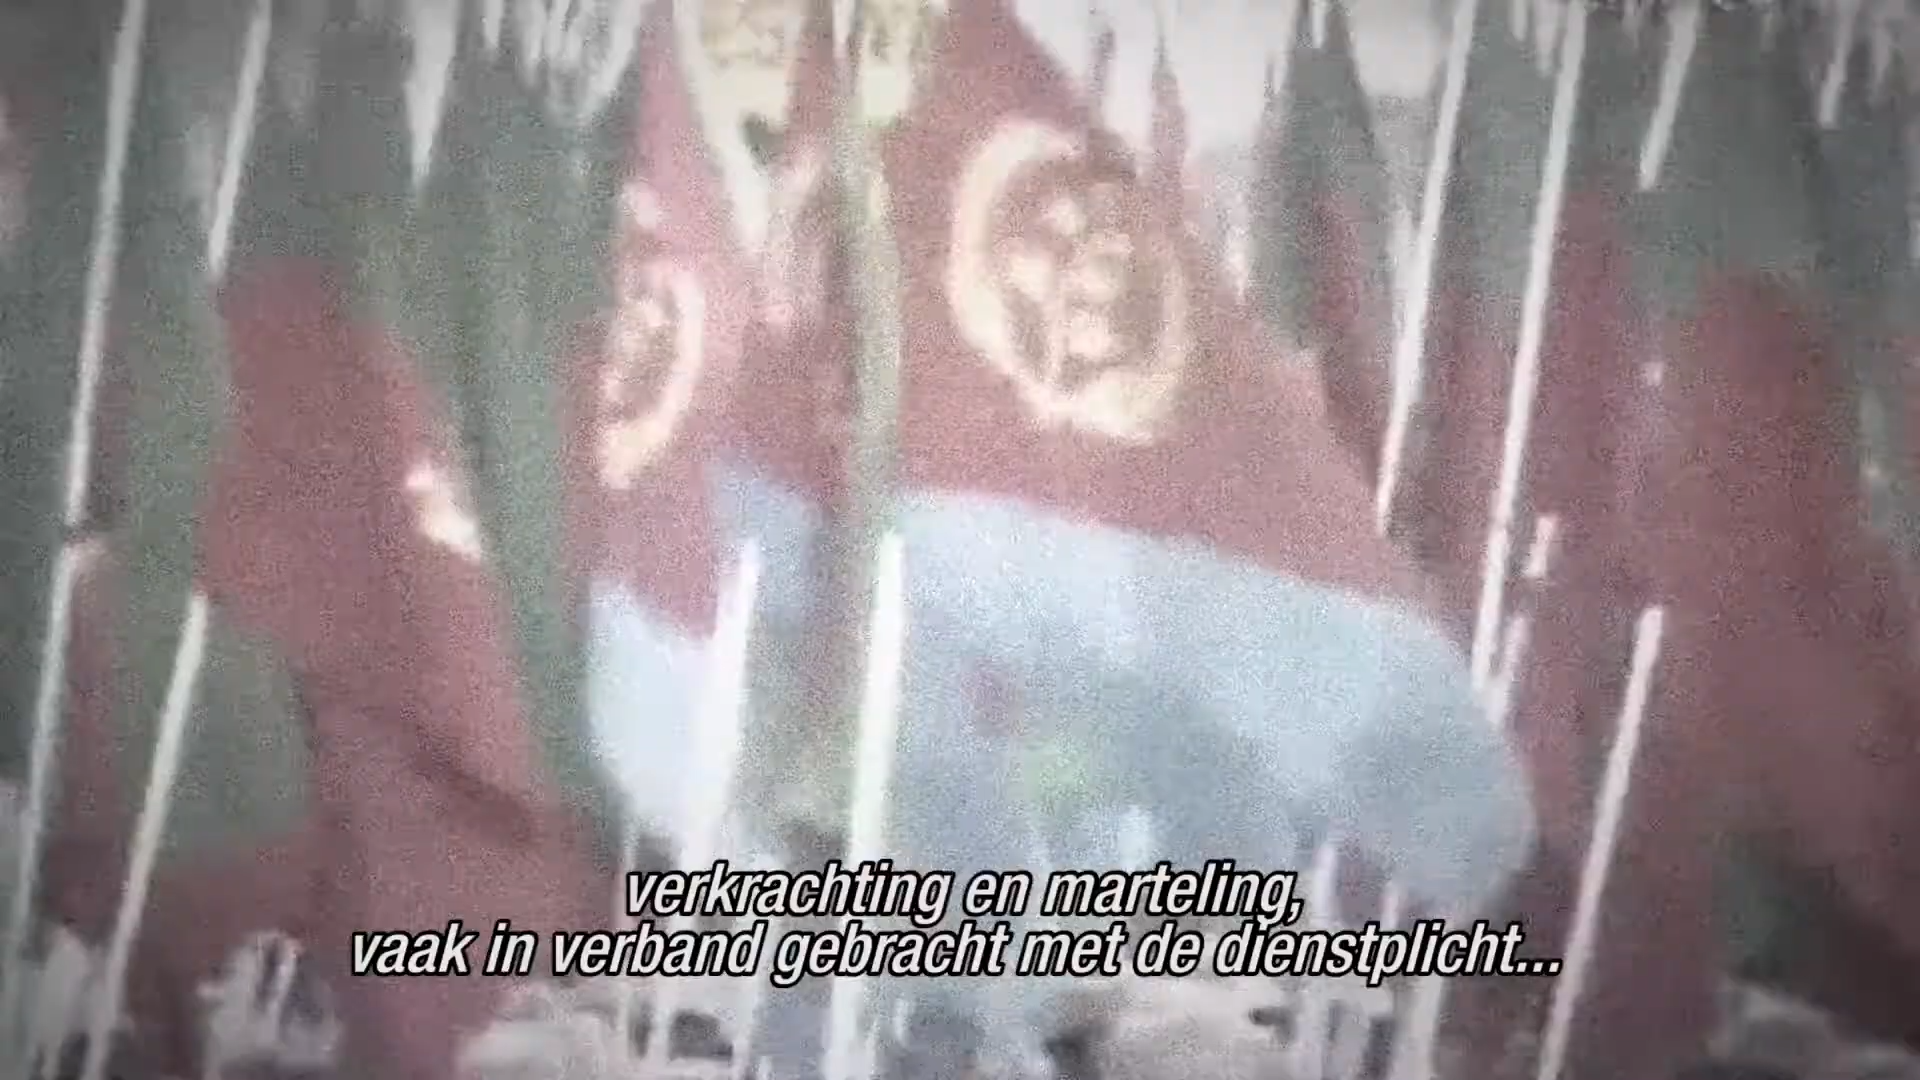 verkrachting en marteling,
vaak in verband gebracht met de dienstplicht...